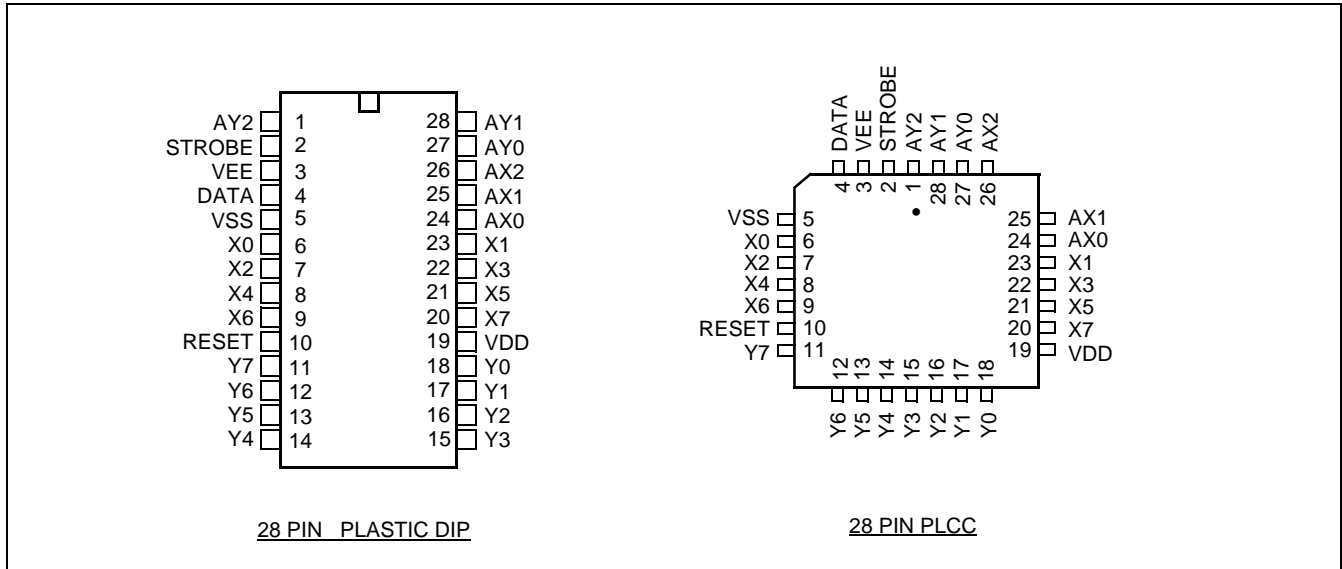 AY2 1 28 AY1
STROBE 2 27 AY0
VEE 3 26 AX2
DATA 4 25 AX1
VSS 5 24 AX0
X0 6 23 X1
X2 7 22 X3
X4 8 21 X5
X6 9 20 X7
RESET 10 19 VDD
Y7 11 18 Y0
Y6 12 17 Y1
Y5 13 16 Y2
Y4 14 15 Y3
28 PIN PLASTIC DIP
DATA VEE STROBE AY2 AY1 AY0 AX2
4 3 2 1 28 27 26
VSS 5 25 AX1
X0 6 24 AX0
X2 7 23 X1
X4 8 22 X3
X6 9 21 X5
RESET 10 20 X7
Y7 11 19 VDD
12 13 14 15 16 17 18
Y6 Y5 Y4 Y3 Y2 Y1 Y0
28 PIN PLCC